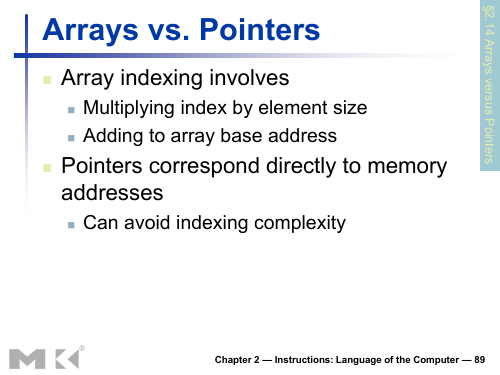 Arrays vs. Pointers
§2.14 Arrays versus Pointers
Array indexing involves
Multiplying index by element size
Adding to array base address
Pointers correspond directly to memory
addresses
Can avoid indexing complexity
MK®
Chapter 2 — Instructions: Language of the Computer — 89